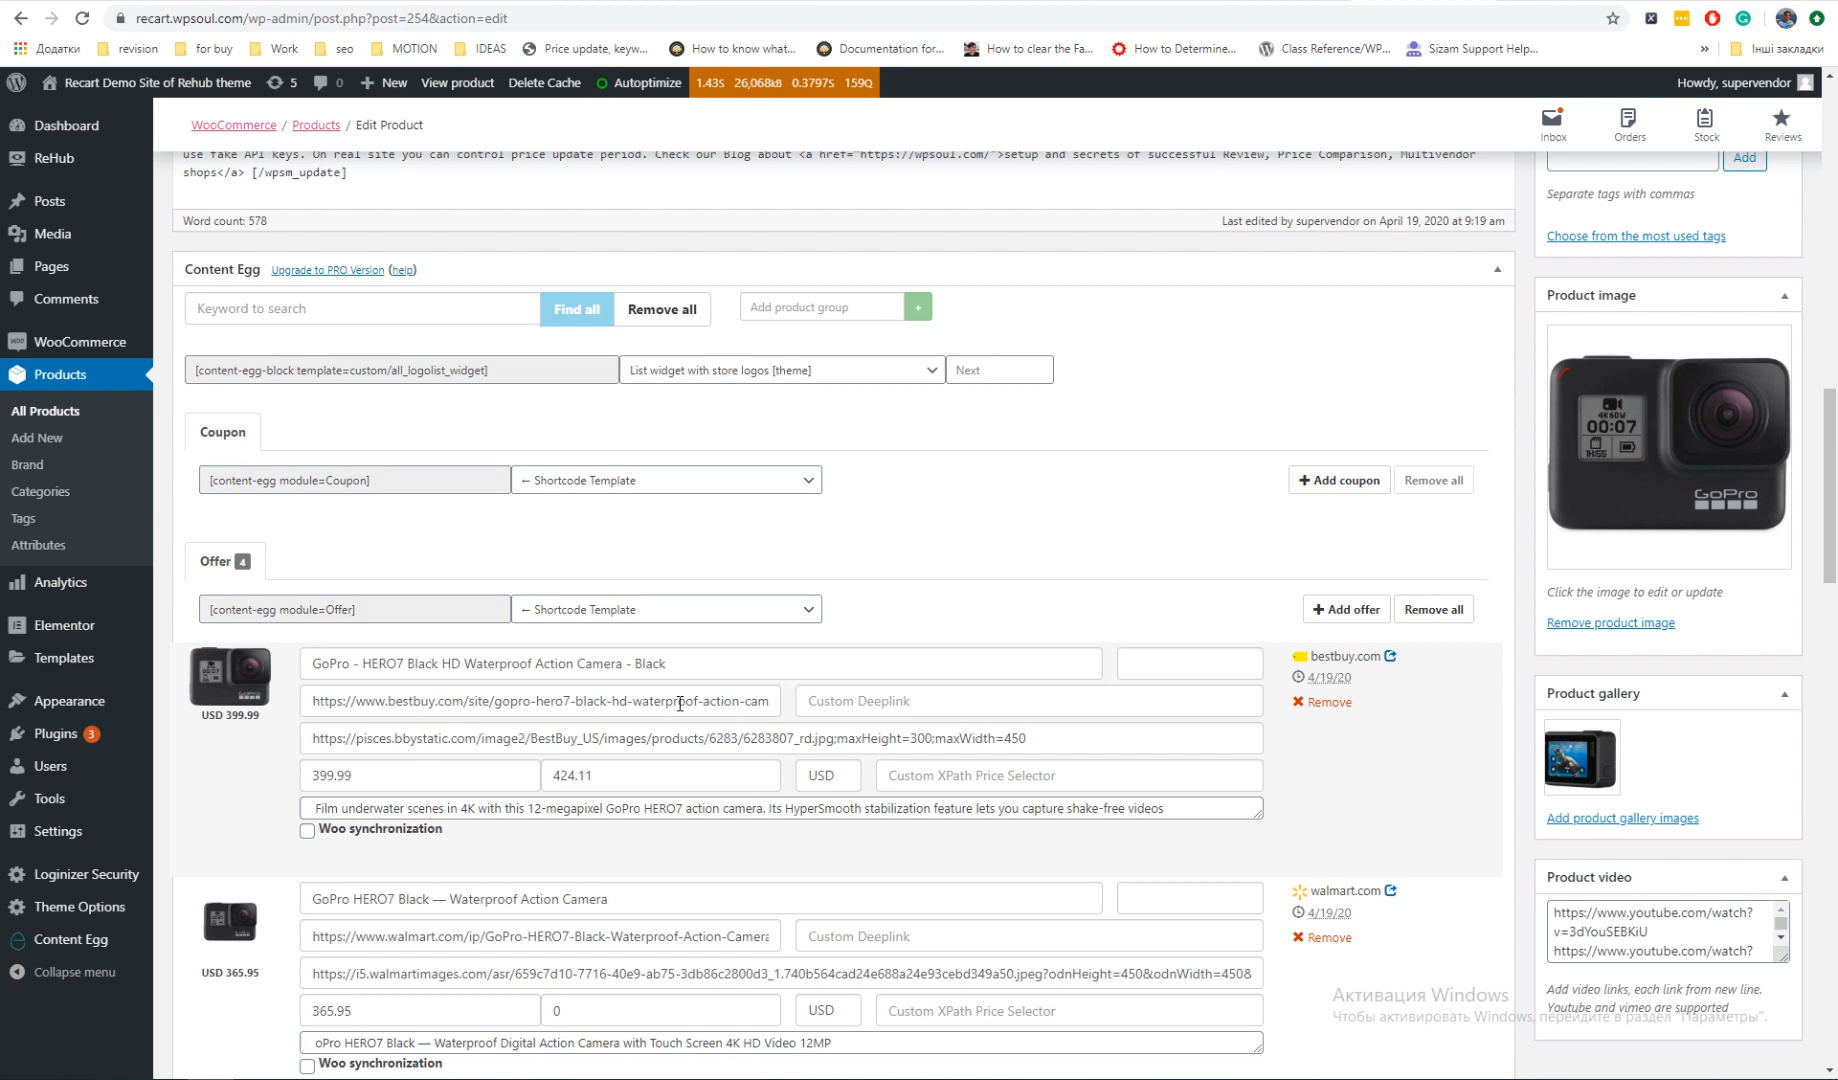 recart.wpsoul.com/wp-admin/post.php?post=254&action=edit
Додатки
revision
for buy
Work
seo
MOTION
IDEAS
Price update, keyw...
How to know what...
Documentation for...
How to clear the Fa...
How to Determine...
Class Reference/WP...
Sizam Support Help...
»
Інші закладки
Recart Demo Site of Rehub theme
5
0
New
View product
Delete Cache
Autoptimize
1.43s 26,068kB 0.3797s 159Q
Howdy, supervendor
Dashboard
ReHub
Posts
Media
Pages
Comments
WooCommerce
Products
All Products
Add New
Brand
Categories
Tags
Attributes
Analytics
Elementor
Templates
Appearance
Plugins 3
Users
Tools
Settings
Loginizer Security
Theme Options
Content Egg
Collapse menu
WooCommerce / Products / Edit Product
Inbox
Orders
Stock
Reviews
use fake API keys. On real site you can control price update period. Check our Blog about <a href="https://wpsoul.com/">setup and secrets of successful Review, Price Comparison, Multivendor
shops</a> [/wpsm_update]
Word count: 578
Last edited by supervendor on April 19, 2020 at 9:19 am
Content Egg Upgrade to PRO Version (help)
Keyword to search
Find all
Remove all
Add product group
+
[content-egg-block template=custom/all_logolist_widget]
List widget with store logos [theme]
Next
Coupon
[content-egg module=Coupon]
← Shortcode Template
Add coupon
Remove all
Offer 4
[content-egg module=Offer]
← Shortcode Template
Add offer
Remove all
USD 399.99
GoPro - HERO7 Black HD Waterproof Action Camera - Black
https://www.bestbuy.com/site/gopro-hero7-black-hd-waterproof-action-cam
Custom Deeplink
https://pisces.bbystatic.com/image2/BestBuy_US/images/products/6283/6283807_rd.jpg;maxHeight=300;maxWidth=450
399.99
424.11
USD
Custom XPath Price Selector
Film underwater scenes in 4K with this 12-megapixel GoPro HERO7 action camera. Its HyperSmooth stabilization feature lets you capture shake-free videos
Woo synchronization
bestbuy.com
4/19/20
Remove
USD 365.95
GoPro HERO7 Black — Waterproof Action Camera
https://www.walmart.com/ip/GoPro-HERO7-Black-Waterproof-Action-Camera
Custom Deeplink
https://i5.walmartimages.com/asr/659c7d10-7716-40e9-ab75-3db86c2800d3_1.740b564cad24e688a24e93cebd349a50.jpeg?odnHeight=450&odnWidth=450&
365.95
0
USD
Custom XPath Price Selector
oPro HERO7 Black — Waterproof Digital Action Camera with Touch Screen 4K HD Video 12MP
Woo synchronization
walmart.com
4/19/20
Remove
Add
Separate tags with commas
Choose from the most used tags
Product image
4K 60W
00:07
1H:55
GoPro
Click the image to edit or update
Remove product image
Product gallery
Add product gallery images
Product video
https://www.youtube.com/watch?
v=3dYouSEBKiU
https://www.youtube.com/watch?
Add video links, each link from new line.
Youtube and vimeo are supported
Активация Windows
Чтобы активировать Windows, перейдите в раздел "Параметры".